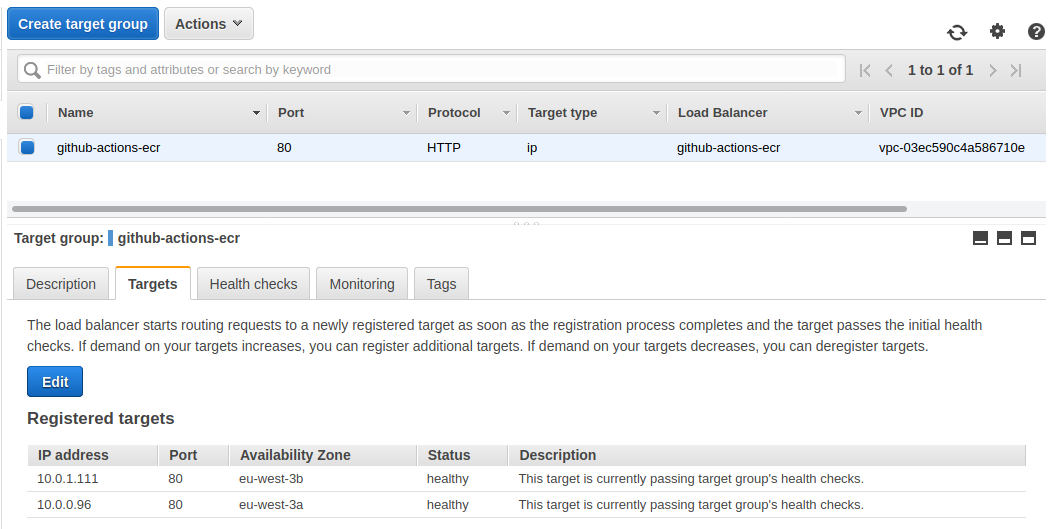 Create target group Actions
Filter by tags and attributes or search by keyword 1 to 1 of 1
Name Port Protocol Target type Load Balancer VPC ID
github-actions-ecr 80 HTTP ip github-actions-ecr vpc-03ec590c4a586710e
Target group: github-actions-ecr
Description Targets Health checks Monitoring Tags
The load balancer starts routing requests to a newly registered target as soon as the registration process completes and the target passes the initial health
checks. If demand on your targets increases, you can register additional targets. If demand on your targets decreases, you can deregister targets.
Edit
Registered targets
IP address Port Availability Zone Status Description
10.0.1.111 80 eu-west-3b healthy This target is currently passing target group's health checks.
10.0.0.96 80 eu-west-3a healthy This target is currently passing target group's health checks.